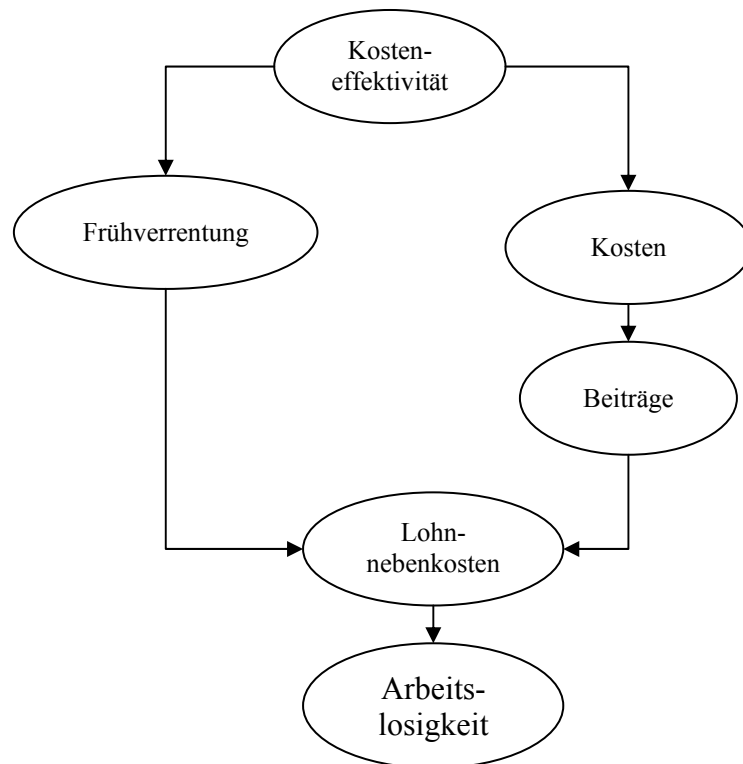 Kosten-
effektivität
Frühverrentung
Kosten
Beiträge
Lohn-
nebenkosten
Arbeits-
losigkeit